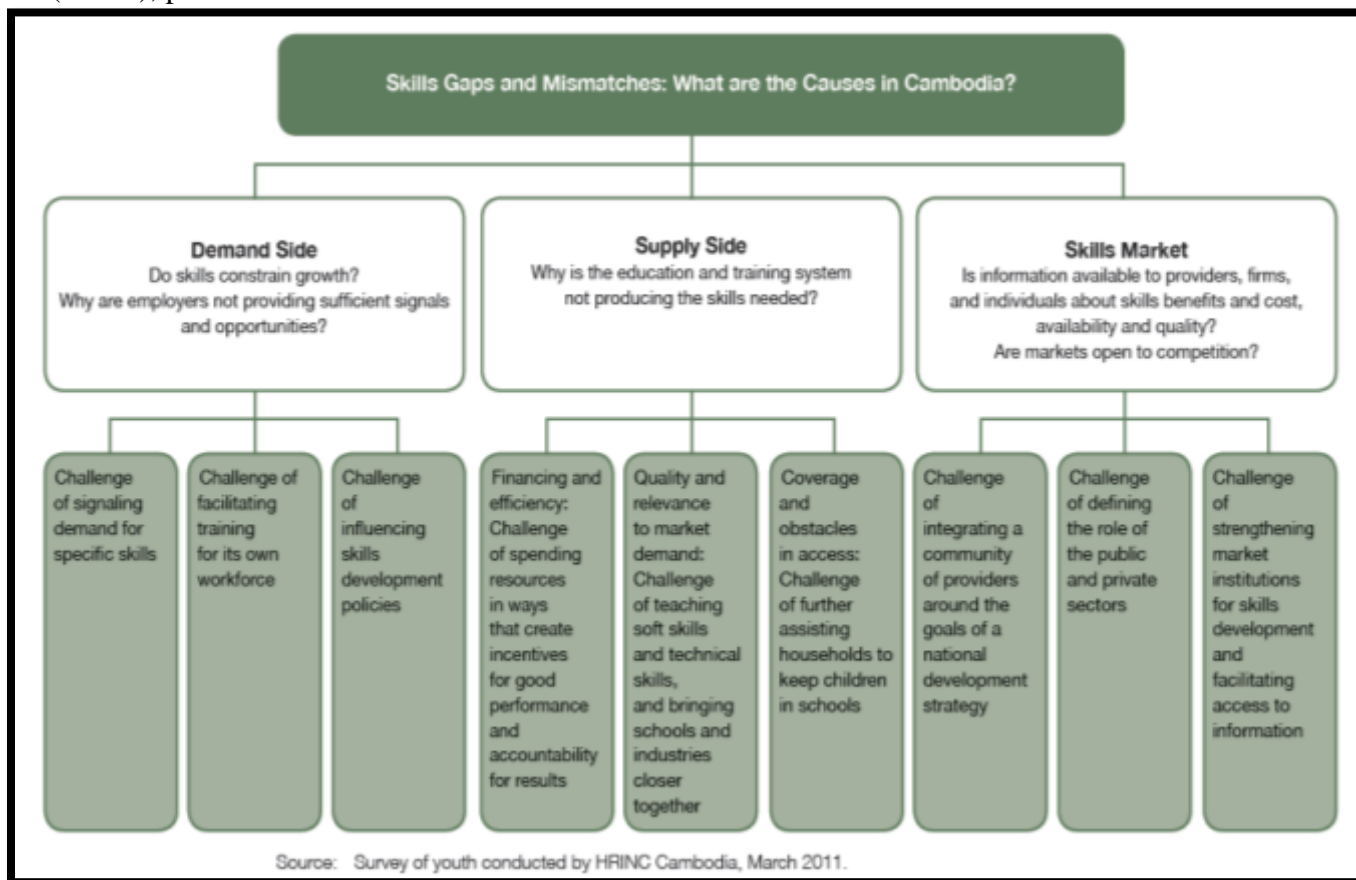 Skills Gaps and Mismatches: What are the Causes in Cambodia?
Demand Side
Do skills constrain growth?
Why are employers not providing sufficient signals
and opportunities?
Supply Side
Why is the education and training system
not producing the skills needed?
Skills Market
Is information available to providers, firms,
and individuals about skills benefits and cost,
availability and quality?
Are markets open to competition?
Challenge
of signaling
demand for
specific skills
Challenge of
facilitating
training
for its own
workforce
Challenge
of
influencing
skills
development
policies
Financing and
efficiency:
Challenge
of spending
resources
in ways
that create
incentives
for good
performance
and
accountability
for results
Quality and
relevance
to market
demand:
Challenge
of teaching
soft skills
and technical
skills,
and bringing
schools and
industries
closer
together
Coverage
and
obstacles
in access:
Challenge
of further
assisting
households to
keep children
in schools
Challenge
of
integrating a
community
of providers
around the
goals of a
national
development
strategy
Challenge
of defining
the role of
the public
and private
sectors
Challenge
of
strengthening
market
institutions
for skills
development
and
facilitating
access to
information
Source: Survey of youth conducted by HRINC Cambodia, March 2011.